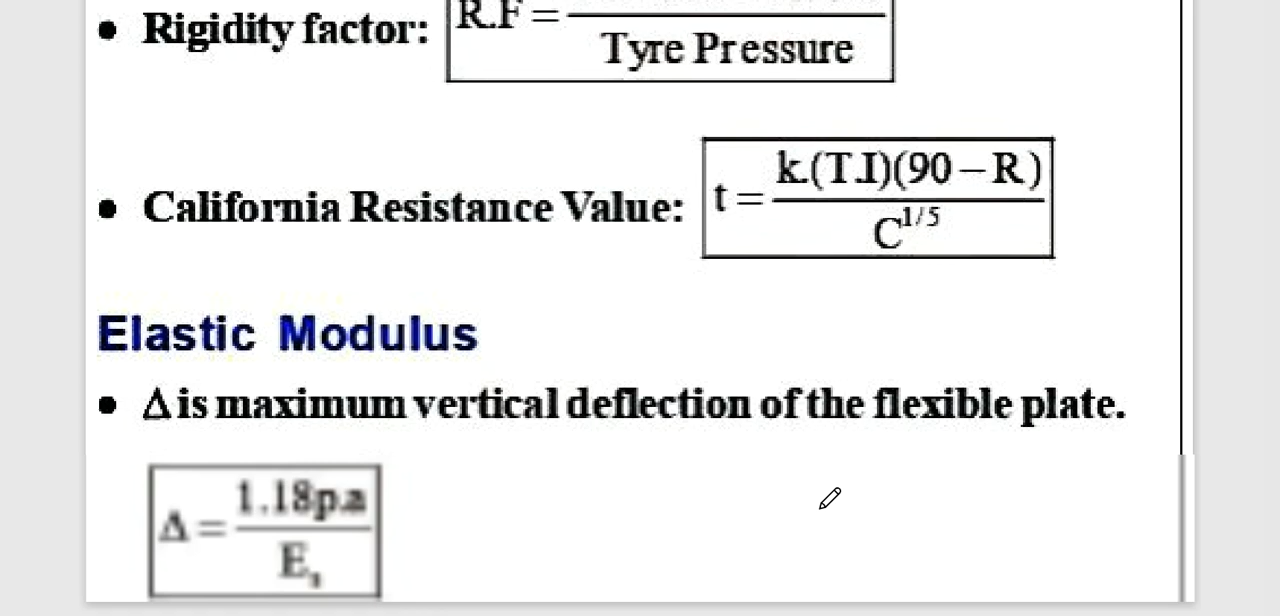 • Rigidity factor: R.F = ———
Tyre Pressure
• California Resistance Value: t = k.(T.I)(90 – R) / C^1/5
Elastic Modulus
• Δ is maximum vertical deflection of the flexible plate.
Δ = 1.18p.a / Es